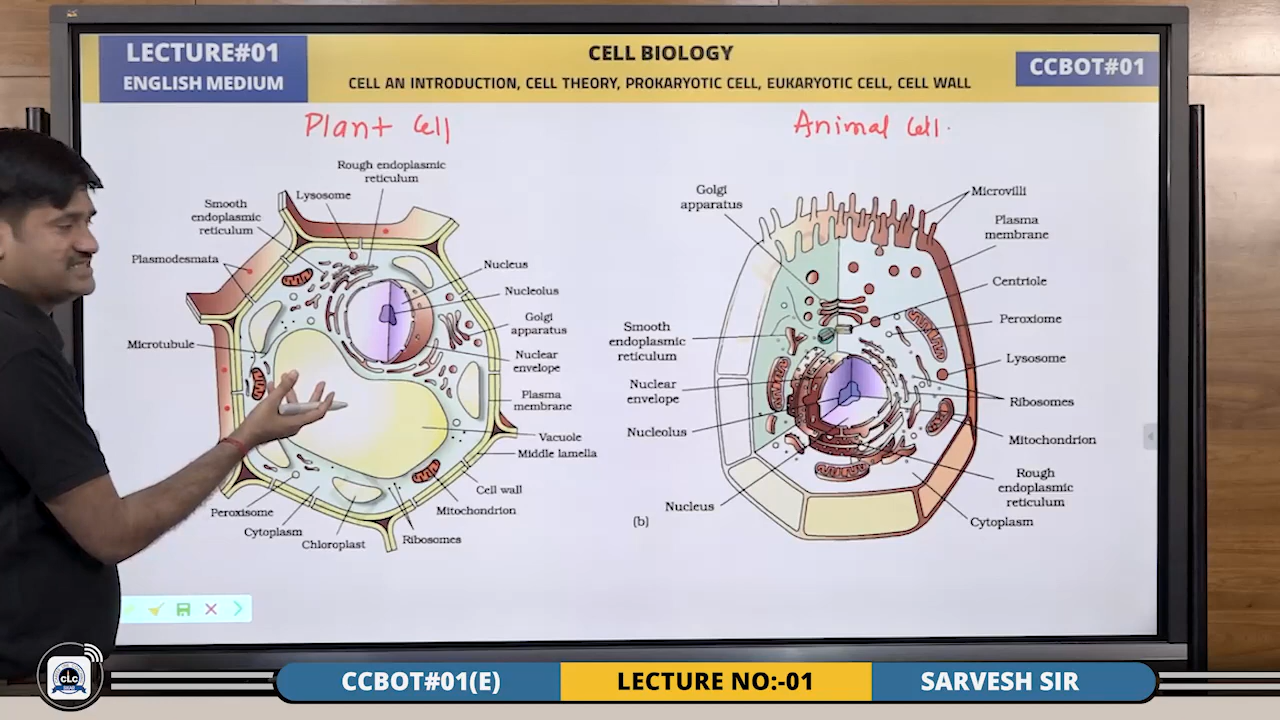 LECTURE#01
ENGLISH MEDIUM
CELL BIOLOGY
CELL AN INTRODUCTION, CELL THEORY, PROKARYOTIC CELL, EUKARYOTIC CELL, CELL WALL
CCBOT#01
Plant Cell
Rough endoplasmic
reticulum
Lysosome
Smooth
endoplasmic
reticulum
Plasmodesmata
Microtubule
Nucleus
Nucleolus
Golgi
apparatus
Nuclear
envelope
Plasma
membrane
Vacuole
Middle lamella
Cell wall
Mitochondrion
Ribosomes
Chloroplast
Cytoplasm
Peroxisome
Animal Cell.
Golgi
apparatus
Smooth
endoplasmic
reticulum
Nuclear
envelope
Nucleolus
Nucleus
(b)
Microvilli
Plasma
membrane
Centriole
Peroxiome
Lysosome
Ribosomes
Mitochondrion
Rough
endoplasmic
reticulum
Cytoplasm
CLC
CCBOT#01(E)
LECTURE NO:-01
SARVESH SIR